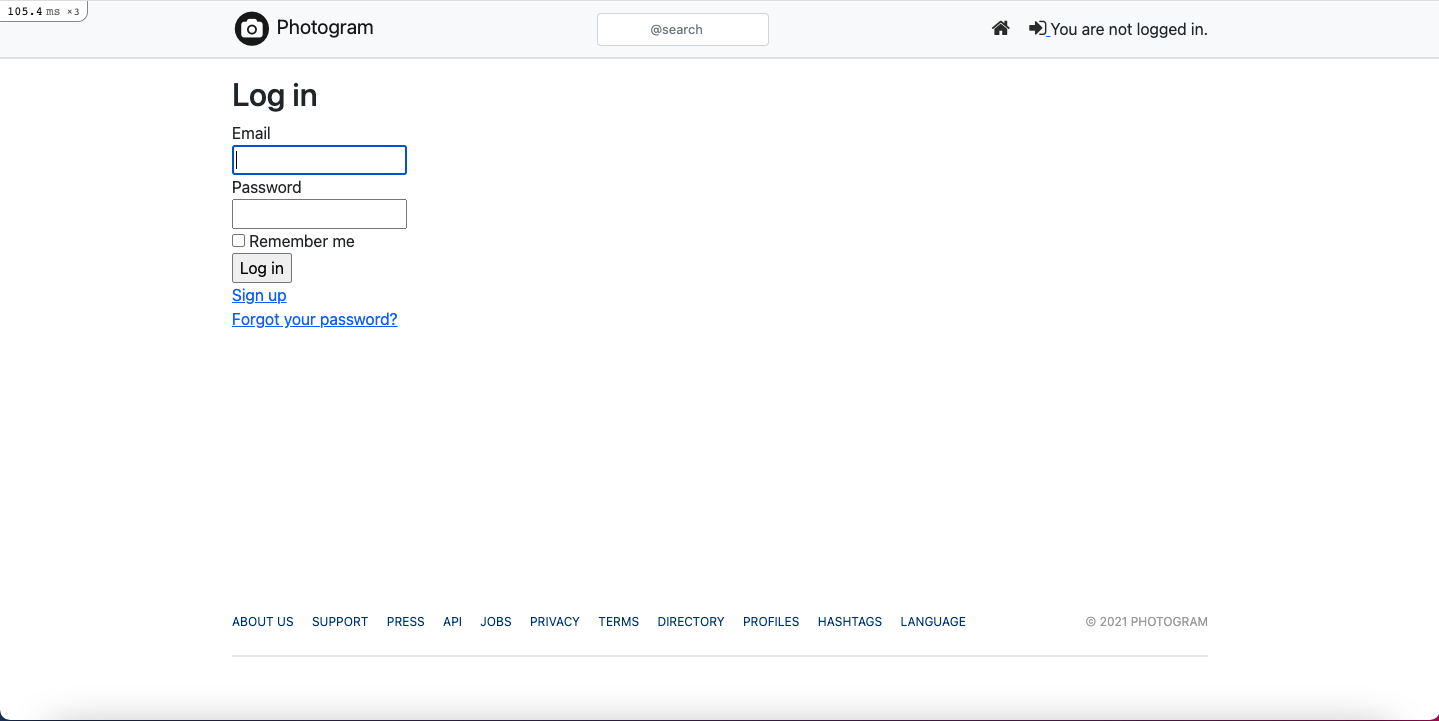 105.4 ms ×3
Photogram
@search
You are not logged in.
Log in
Email
Password
Remember me
Log in
Sign up
Forgot your password?
ABOUT US SUPPORT PRESS API JOBS PRIVACY TERMS DIRECTORY PROFILES HASHTAGS LANGUAGE © 2021 PHOTOGRAM